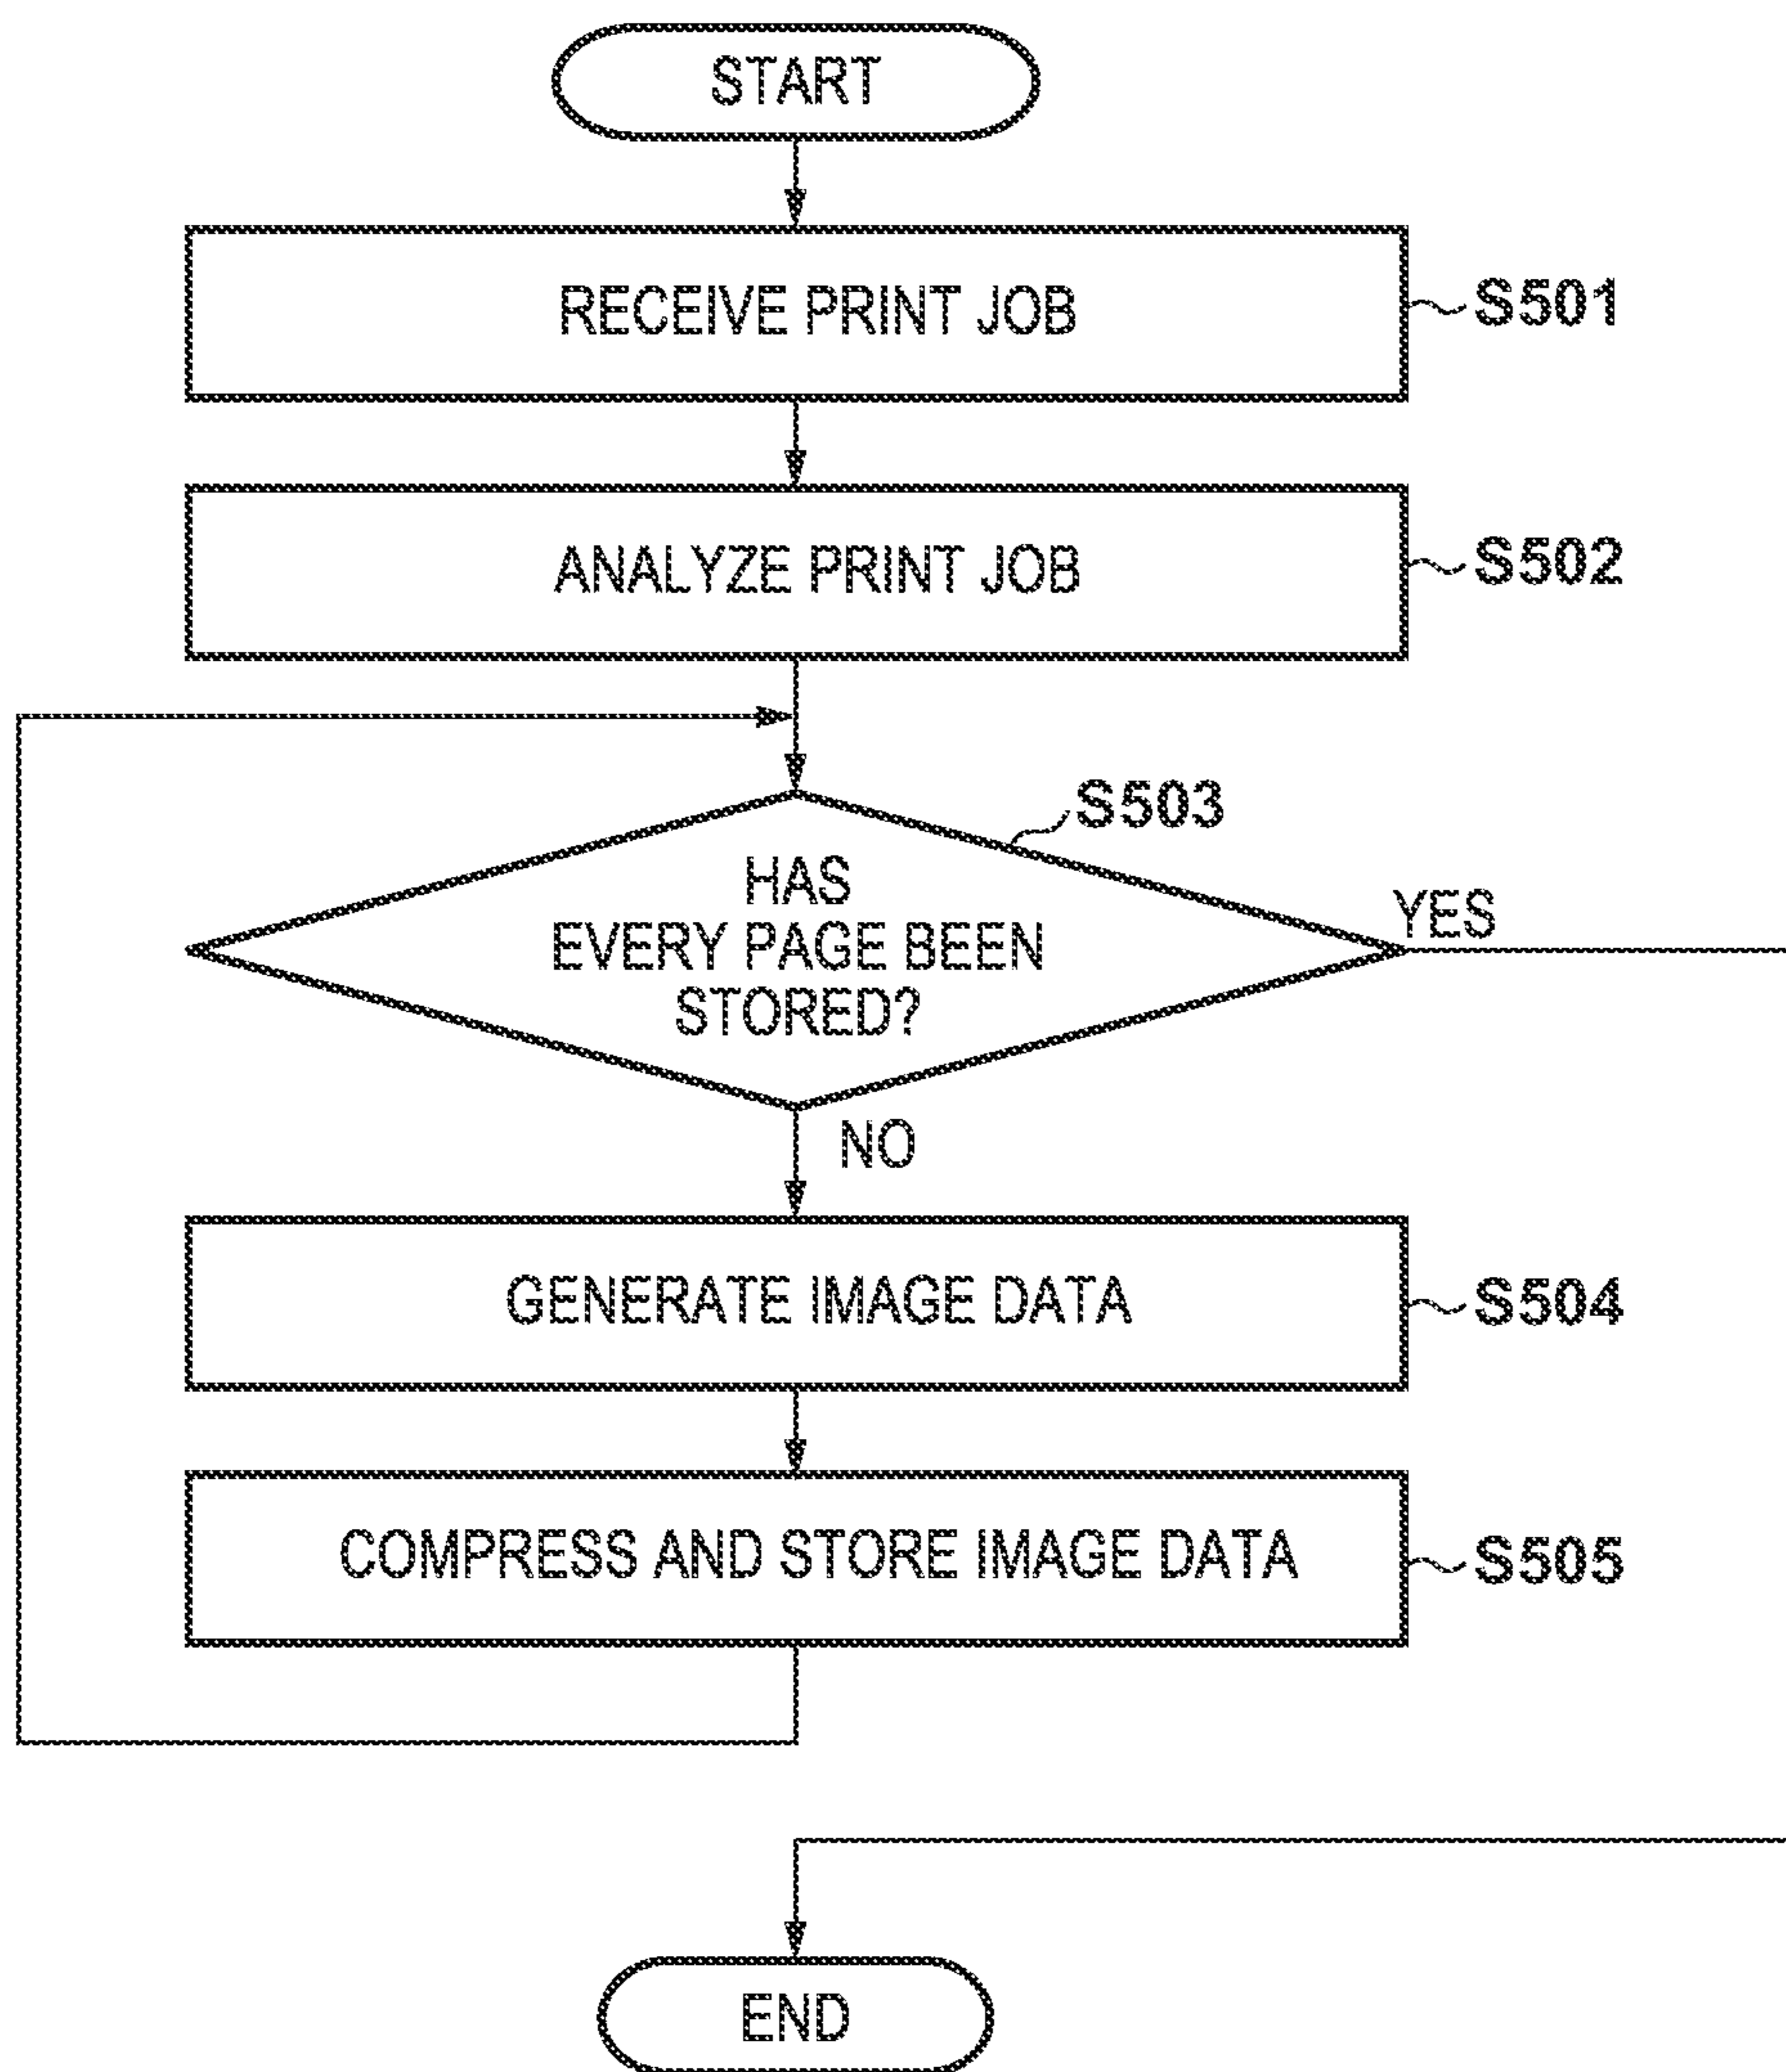 START
RECEIVE PRINT JOB
S501
ANALYZE PRINT JOB
S502
S503
HAS
EVERY PAGE BEEN
STORED?
YES
NO
GENERATE IMAGE DATA
S504
COMPRESS AND STORE IMAGE DATA
S505
END